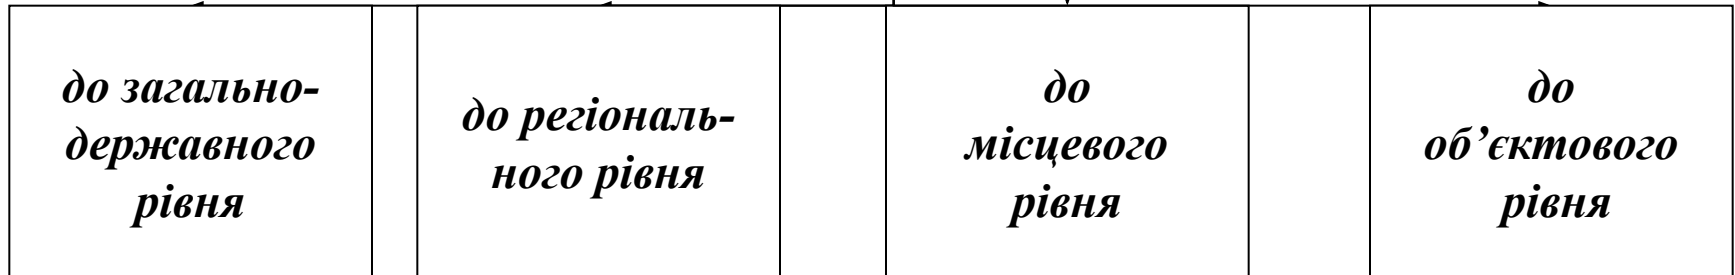 до загально-
державного
рівня
до регіональ-
ного рівня
до
місцевого
рівня
до
об’єктового
рівня